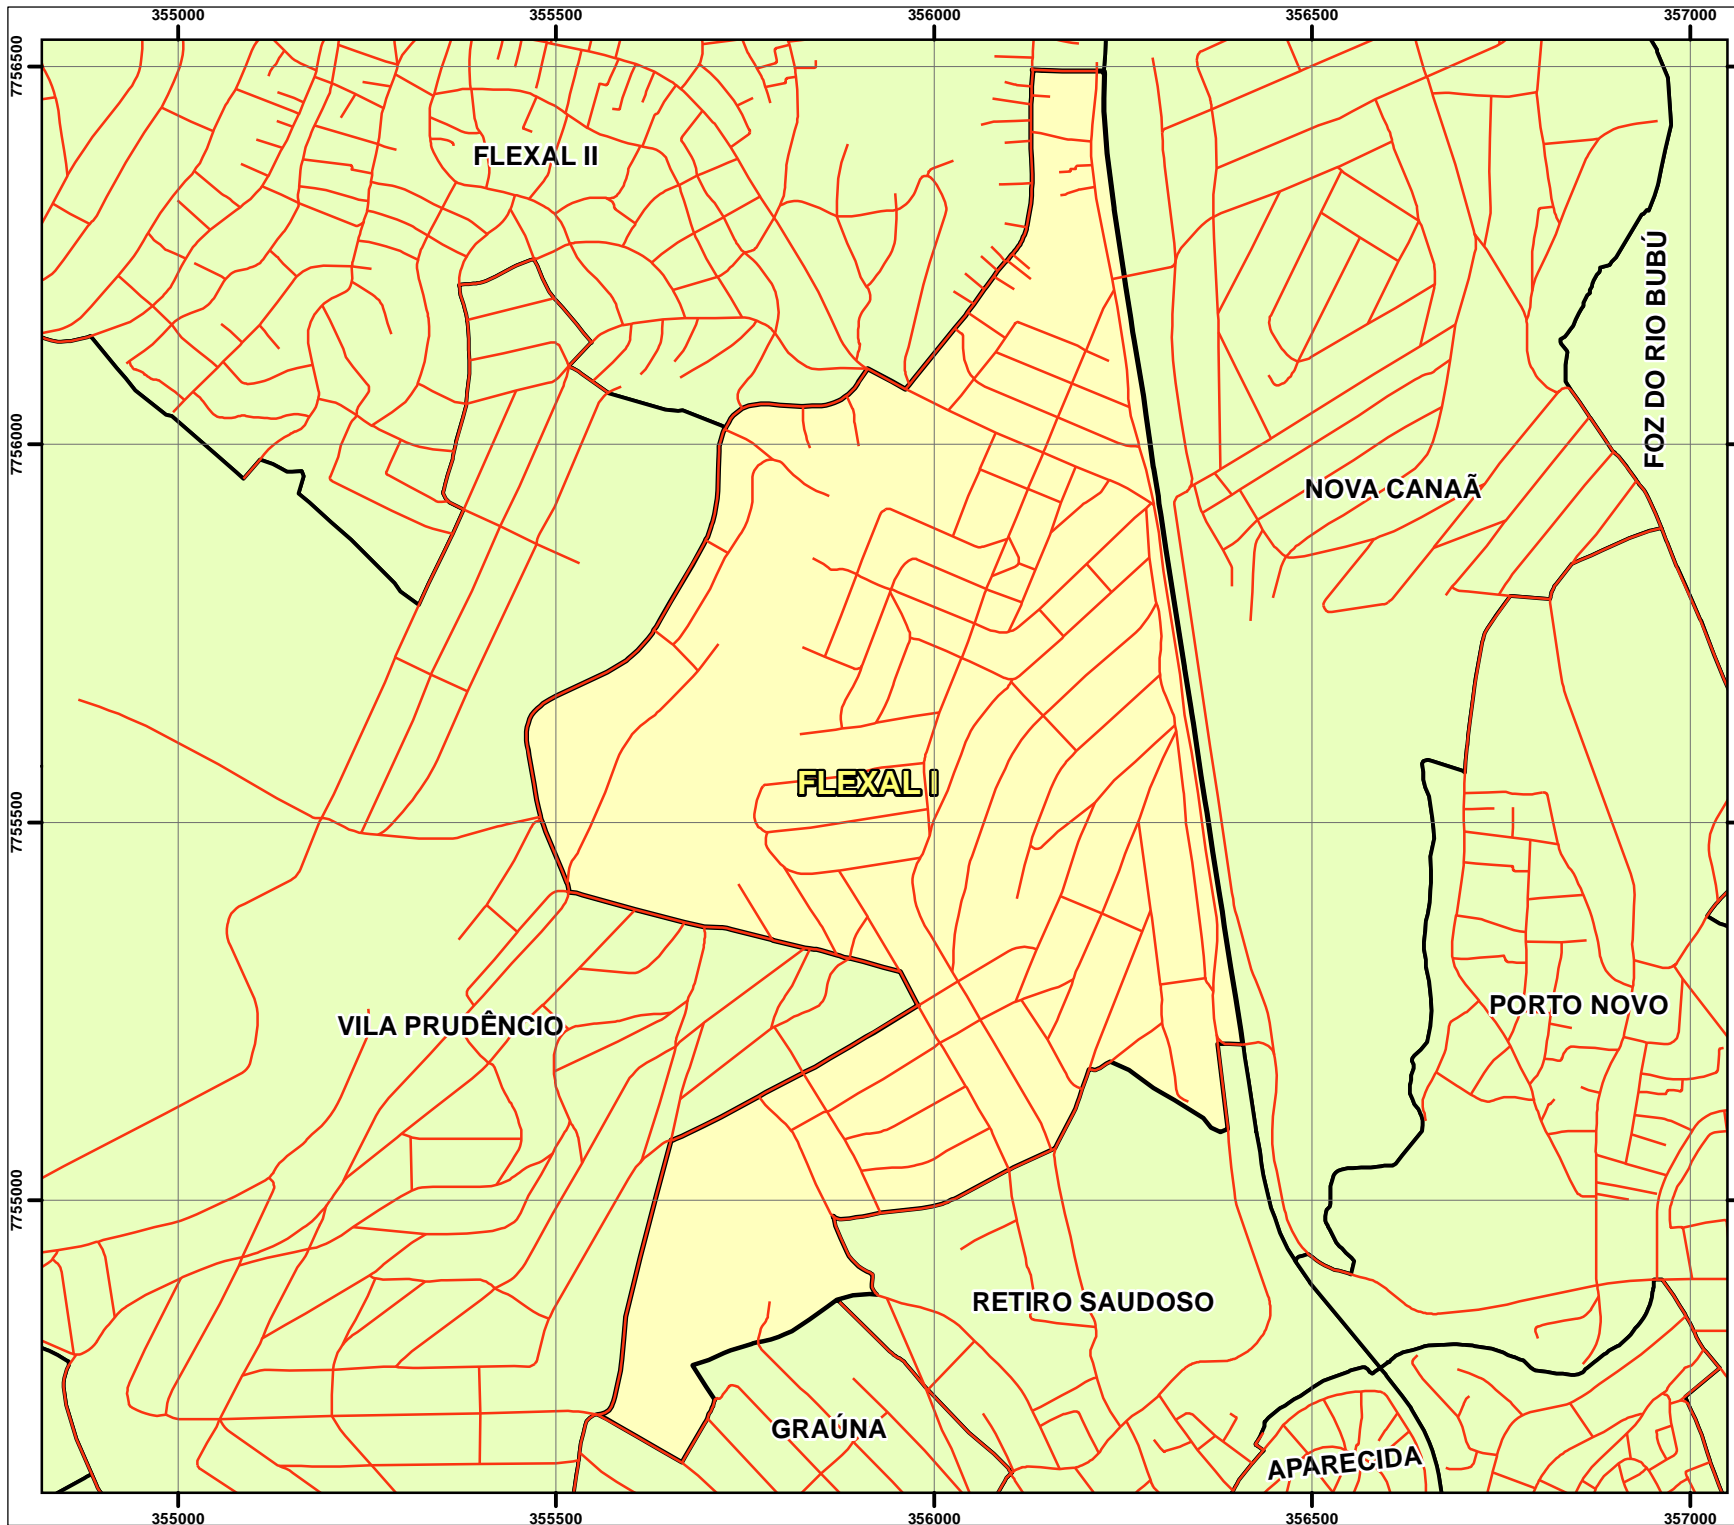 355000 355500 356000 356500 357000
7756500
FLEXAL II
FOZ DO RIO BUBÚ
7756000
NOVA CANAÃ
FLEXAL I
7755500
PORTO NOVO
VILA PRUDÊNCIO
7755000
RETIRO SAUDOSO
GRAÚNA
APARECIDA
355000 355500 356000 356500 357000